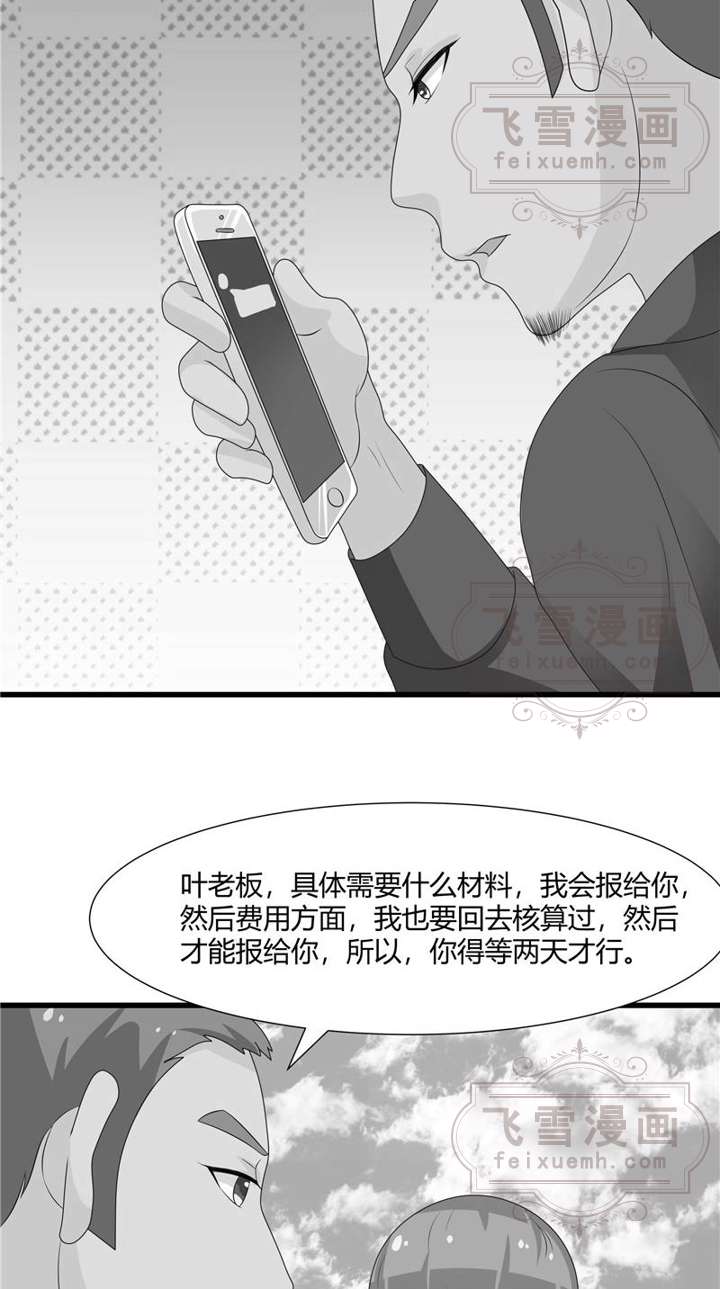 飞雪漫画
feixuemh.com
飞雪漫画
feixuemh.com
叶老板，具体需要什么材料，我会报给你，
然后费用方面，我也要回去核算过，然后
才能报给你，所以，你得等两天才行。
飞雪漫画
feixuemh.com